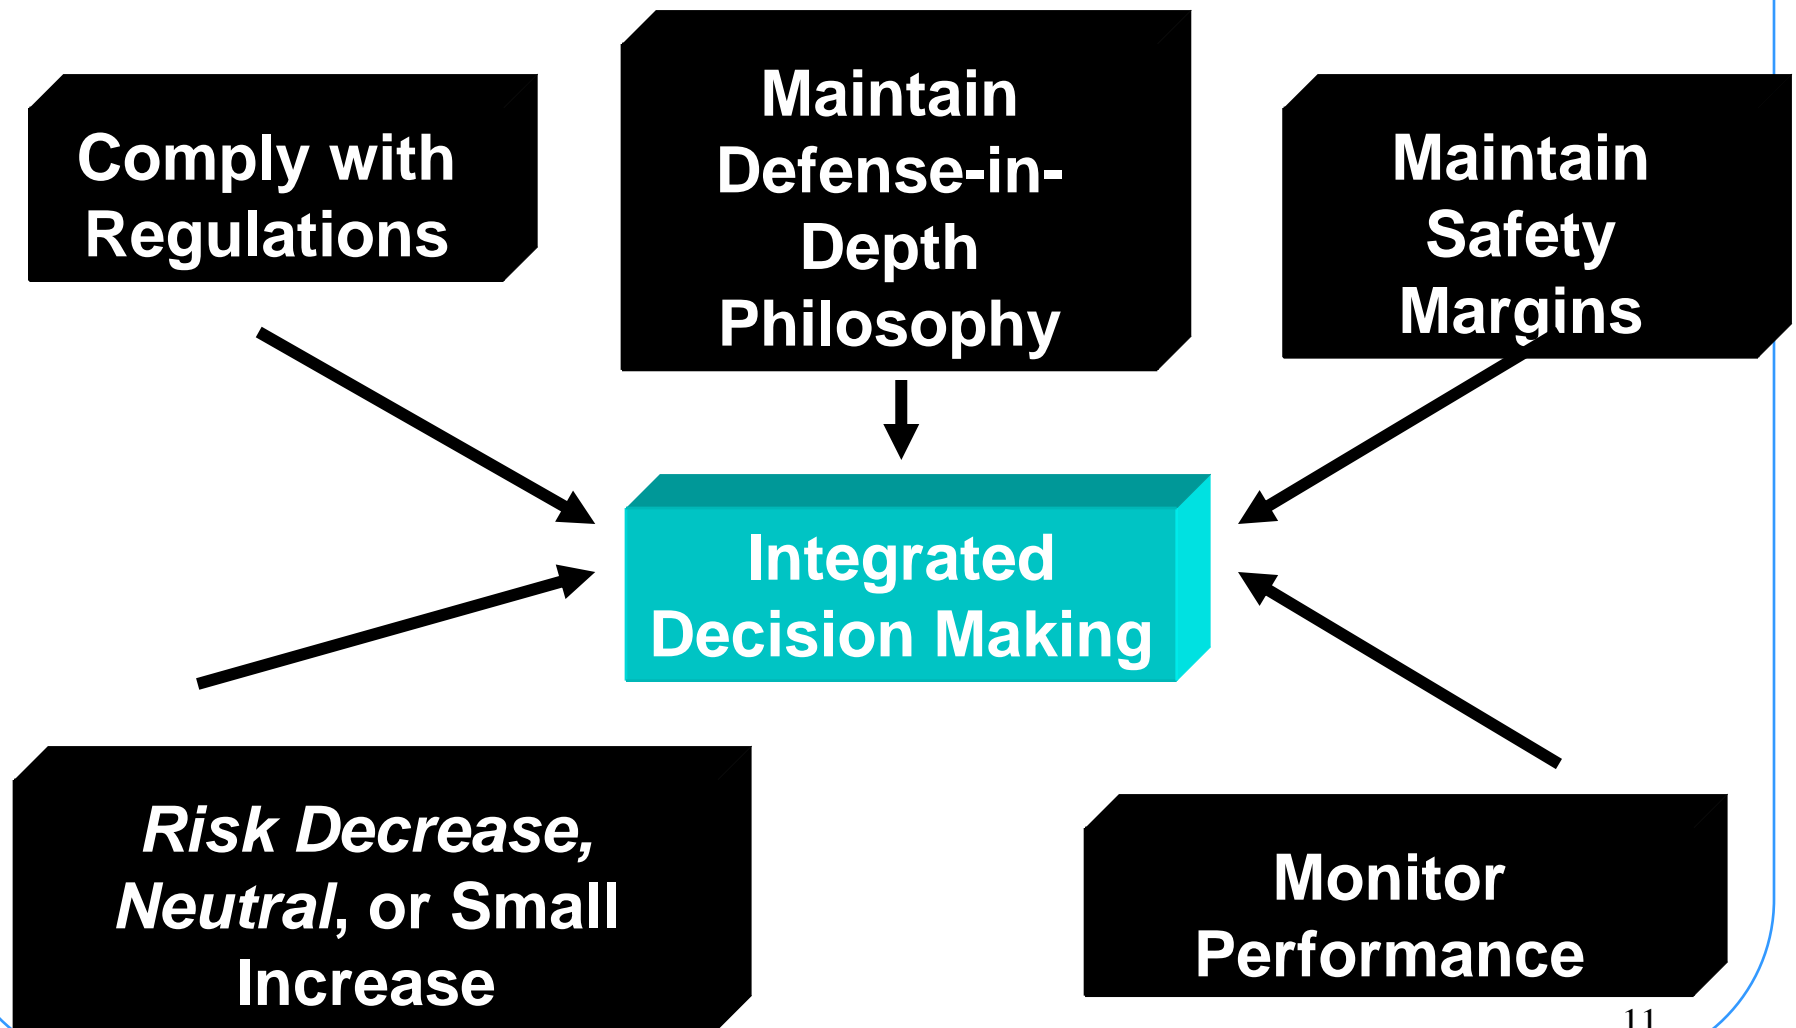 Comply with
Regulations
Maintain
Defense-in-
Depth
Philosophy
Maintain
Safety
Margins
Integrated
Decision Making
Risk Decrease,
Neutral, or Small
Increase
Monitor
Performance
11